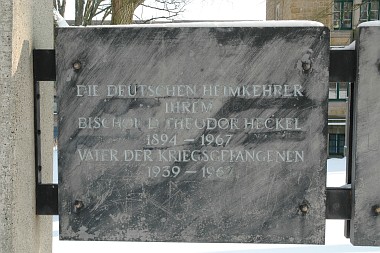 DIE DEUTSCHEN HEIMKEHRER
IHREM
BISCHOF D. THEODOR HECKEL
1894 – 1967
VATER DER KRIEGSGEFANGENEN
1939 – 1967